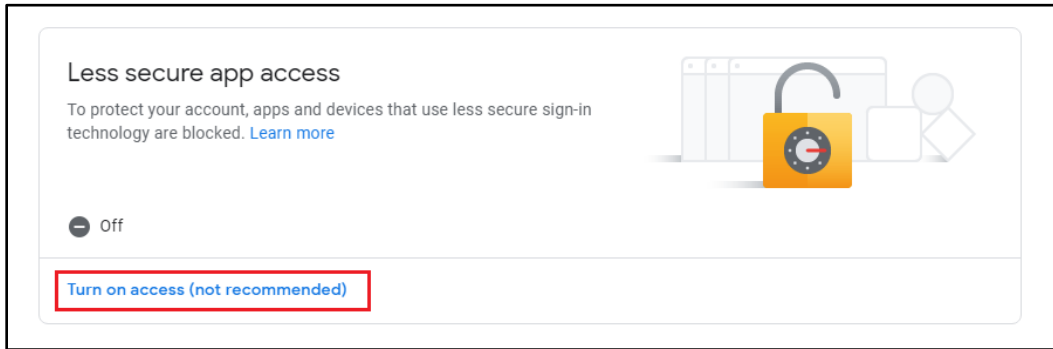 Less secure app access
To protect your account, apps and devices that use less secure sign-in
technology are blocked. Learn more
Off
Turn on access (not recommended)